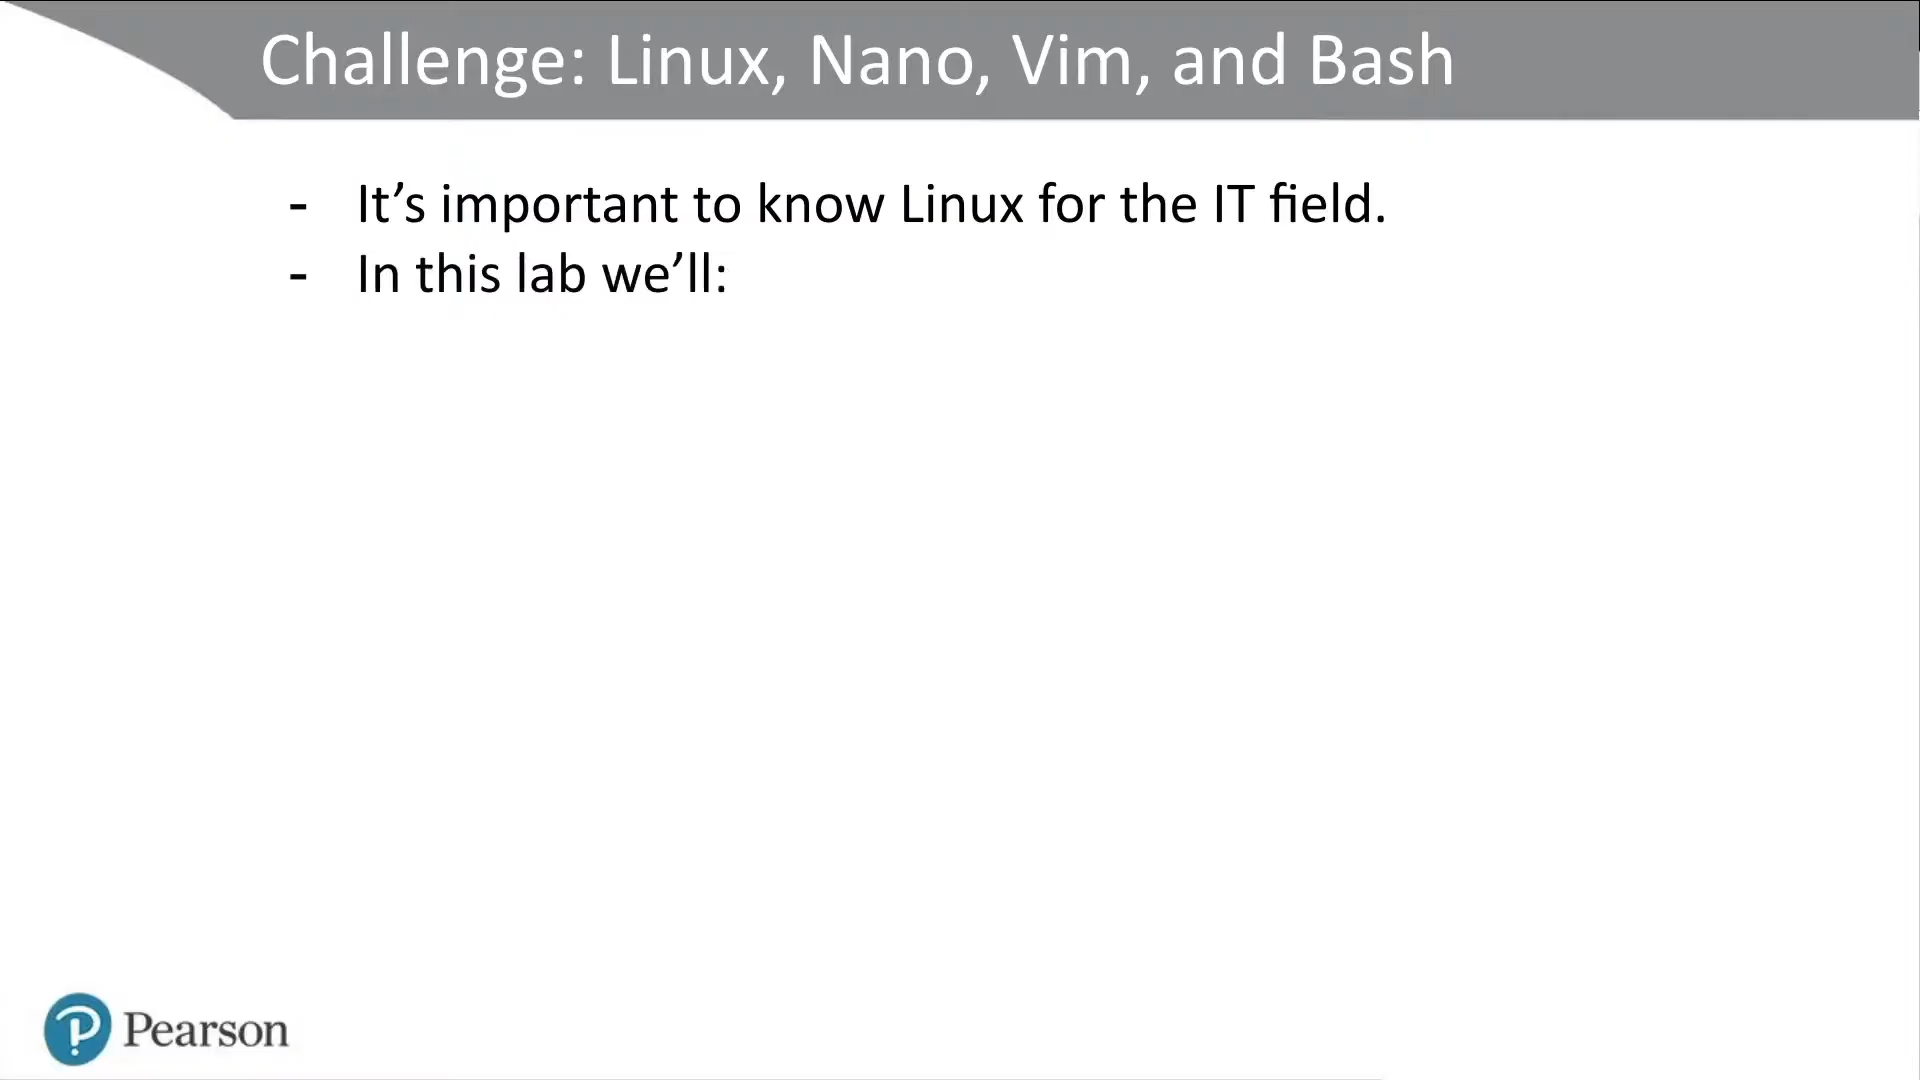 Challenge: Linux, Nano, Vim, and Bash
- It’s important to know Linux for the IT field.
- In this lab we’ll:
Pearson